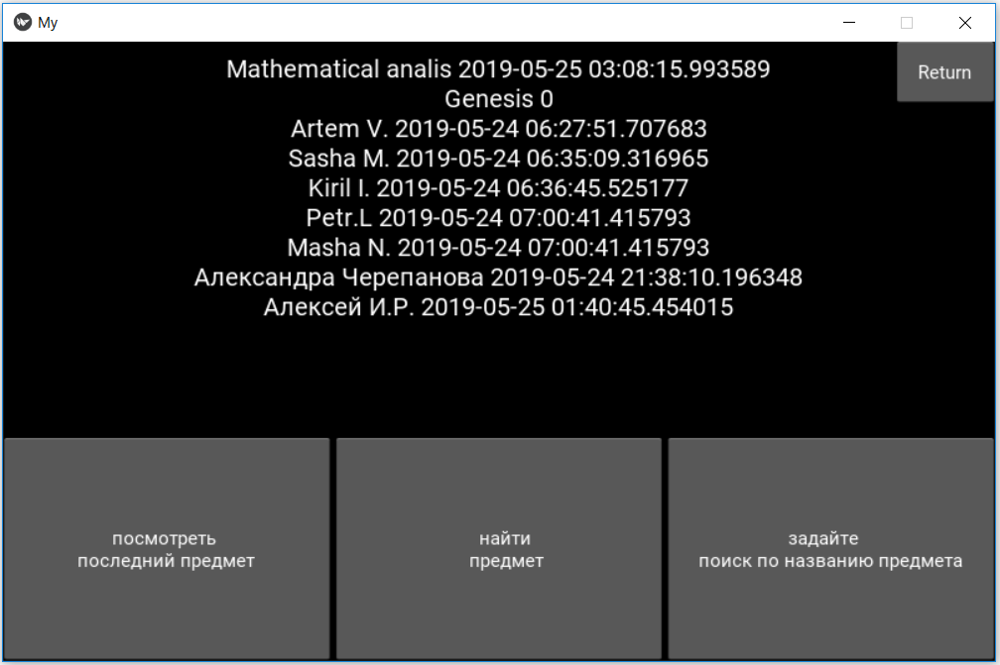 My
Return
Mathematical analis 2019-05-25 03:08:15.993589
Genesis 0
Artem V. 2019-05-24 06:27:51.707683
Sasha M. 2019-05-24 06:35:09.316965
Kiril I. 2019-05-24 06:36:45.525177
Petr.L 2019-05-24 07:00:41.415793
Masha N. 2019-05-24 07:00:41.415793
Александра Черепанова 2019-05-24 21:38:10.196348
Алексей И.Р. 2019-05-25 01:40:45.454015
посмотреть
последний предмет
найти
предмет
задайте
поиск по названию предмета